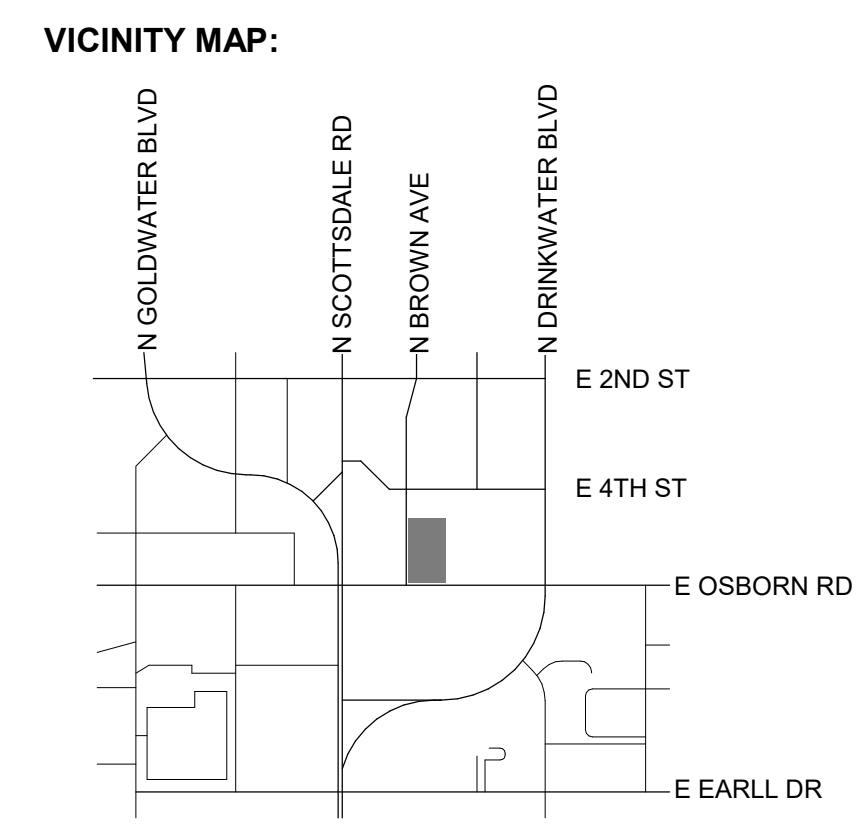 VICINITY MAP:
N GOLDWATER BLVD
N SCOTTSDALE RD
N BROWN AVE
N DRINKWATER BLVD
E 2ND ST
E 4TH ST
E OSBORN RD
E EARLL DR